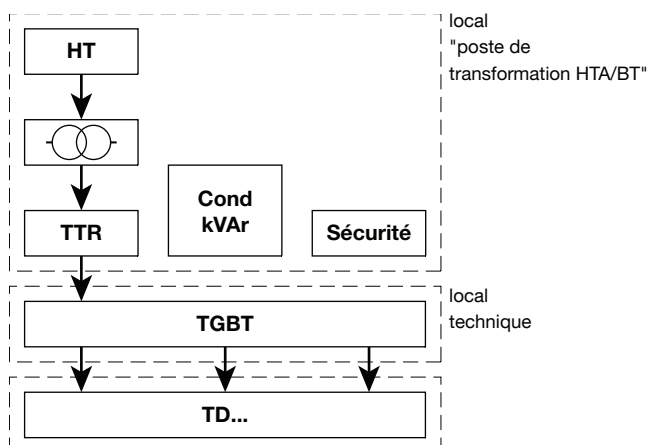 HT
local
"poste de
transformation HTA/BT"
Cond
kVAr
TTR
Sécurité
local
technique
TGBT
TD...